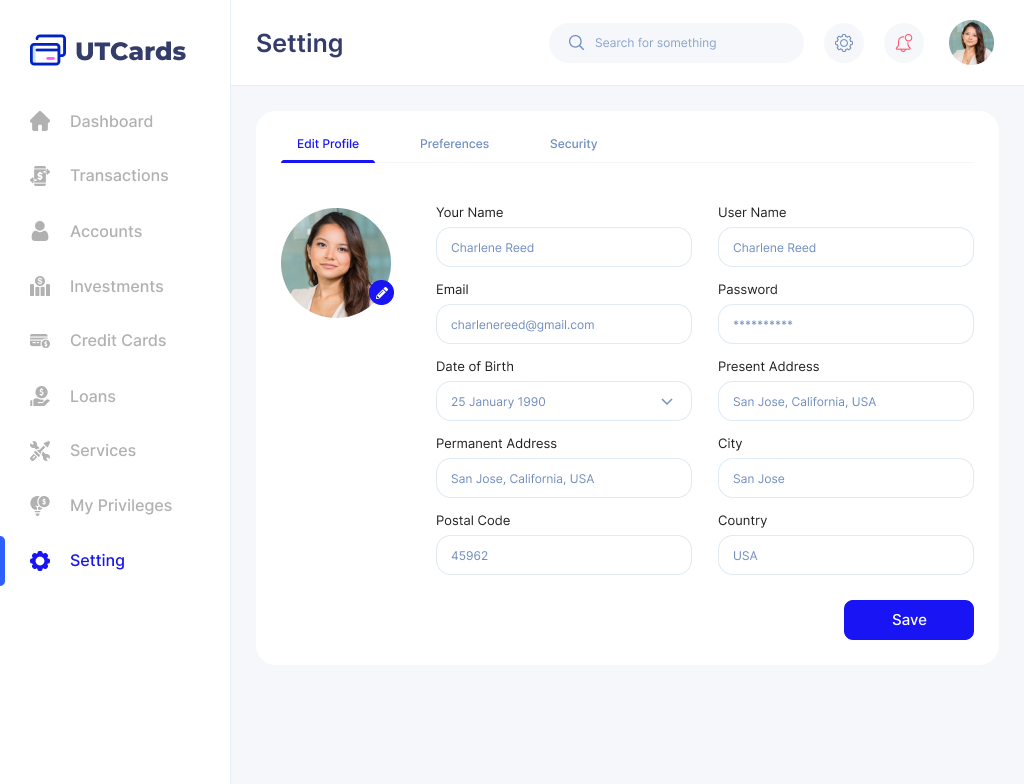 UTCards
Setting
Search for something
Dashboard
Transactions
Accounts
Investments
Credit Cards
Loans
Services
My Privileges
Setting
Edit Profile
Preferences
Security
Your Name
Charlene Reed
User Name
Charlene Reed
Email
charlenereed@gmail.com
Password
**********
Date of Birth
25 January 1990
Present Address
San Jose, California, USA
Permanent Address
San Jose, California, USA
City
San Jose
Postal Code
45962
Country
USA
Save